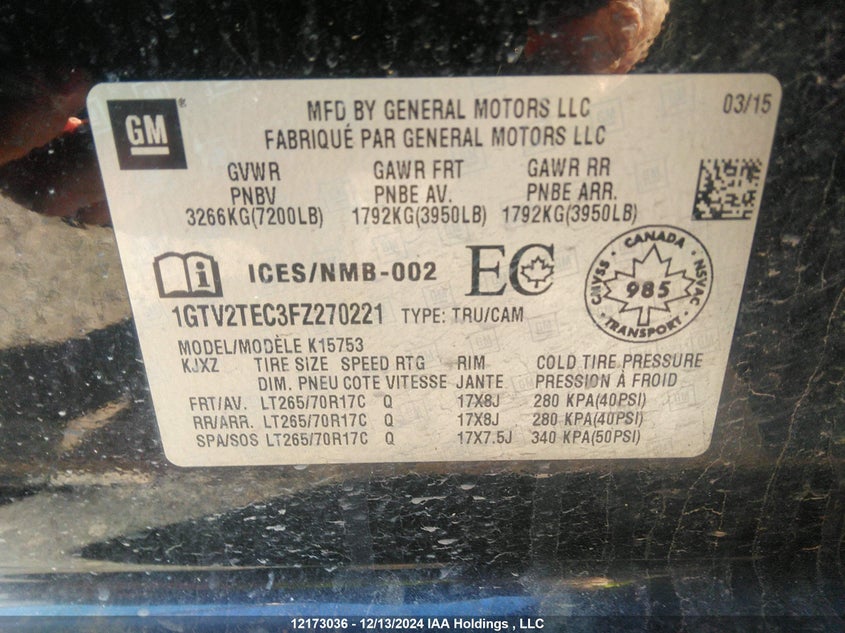 GM
®
MFD BY GENERAL MOTORS LLC
03/15
FABRIQUÉ PAR GENERAL MOTORS LLC
GVWR GAWR FRT GAWR RR
PNBV PNBE AV. PNBE ARR.
3266KG(7200LB) 1792KG(3950LB) 1792KG(3950LB)
i ICES/NMB-002 EC
CANADA
CMVSS 985 NSVAC
TRANSPORT
1GTV2TEC3FZ270221 TYPE: TRU/CAM
MODEL/MODÈLE K15753
KJXZ TIRE SIZE SPEED RTG RIM COLD TIRE PRESSURE
DIM. PNEU COTE VITESSE JANTE PRESSION À FROID
FRT/AV. LT265/70R17C Q 17X8J 280 KPA(40PSI)
RR/ARR. LT265/70R17C Q 17X8J 280 KPA(40PSI)
SPA/SOS LT265/70R17C Q 17X7.5J 340 KPA(50PSI)
12173036 - 12/13/2024 IAA Holdings , LLC